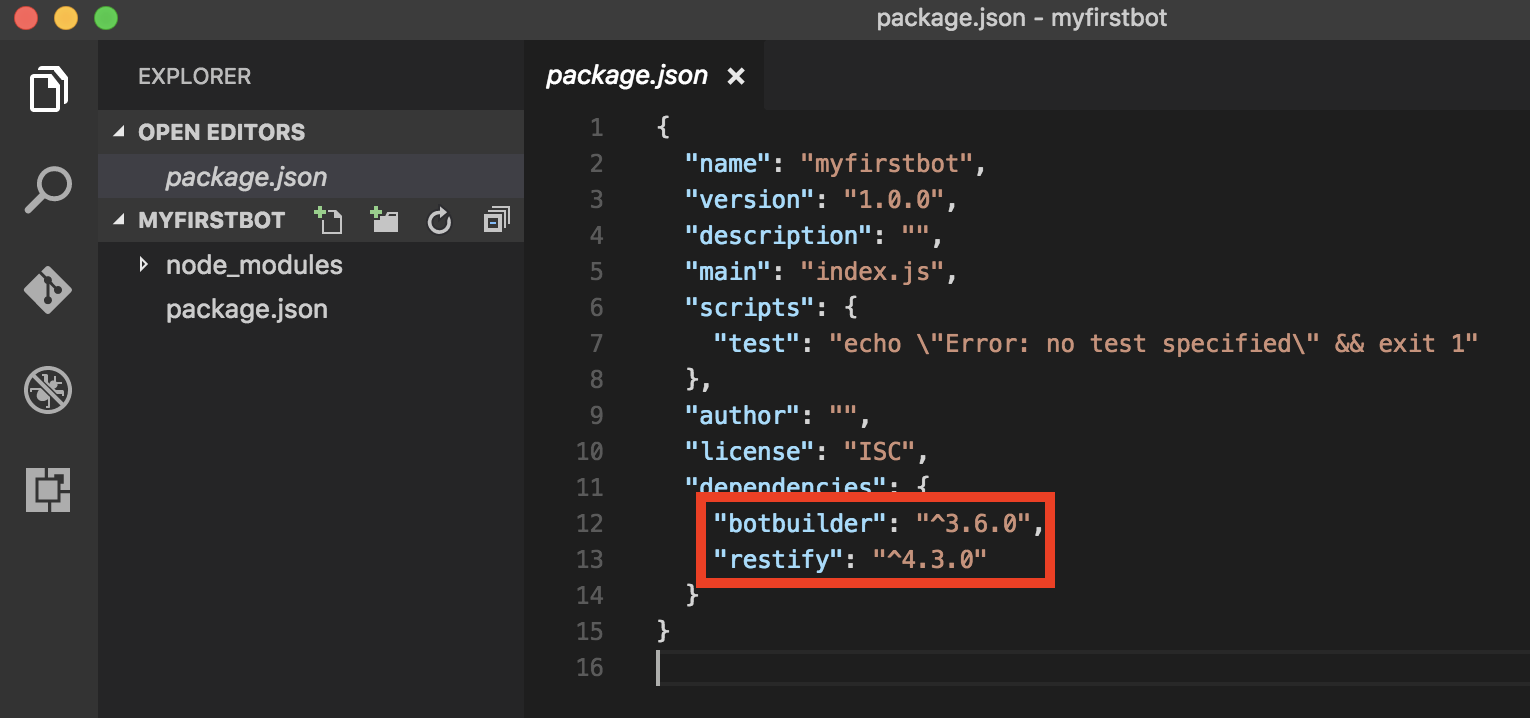 package.json - myfirstbot
EXPLORER
OPEN EDITORS
package.json
MYFIRSTBOT
node_modules
package.json
package.json ×
1 {
2 "name": "myfirstbot",
3 "version": "1.0.0",
4 "description": "",
5 "main": "index.js",
6 "scripts": {
7 "test": "echo \"Error: no test specified\" && exit 1"
8 },
9 "author": "",
10 "license": "ISC",
11 "dependencies": {
12 "botbuilder": "^3.6.0",
13 "restify": "^4.3.0"
14 }
15 }
16